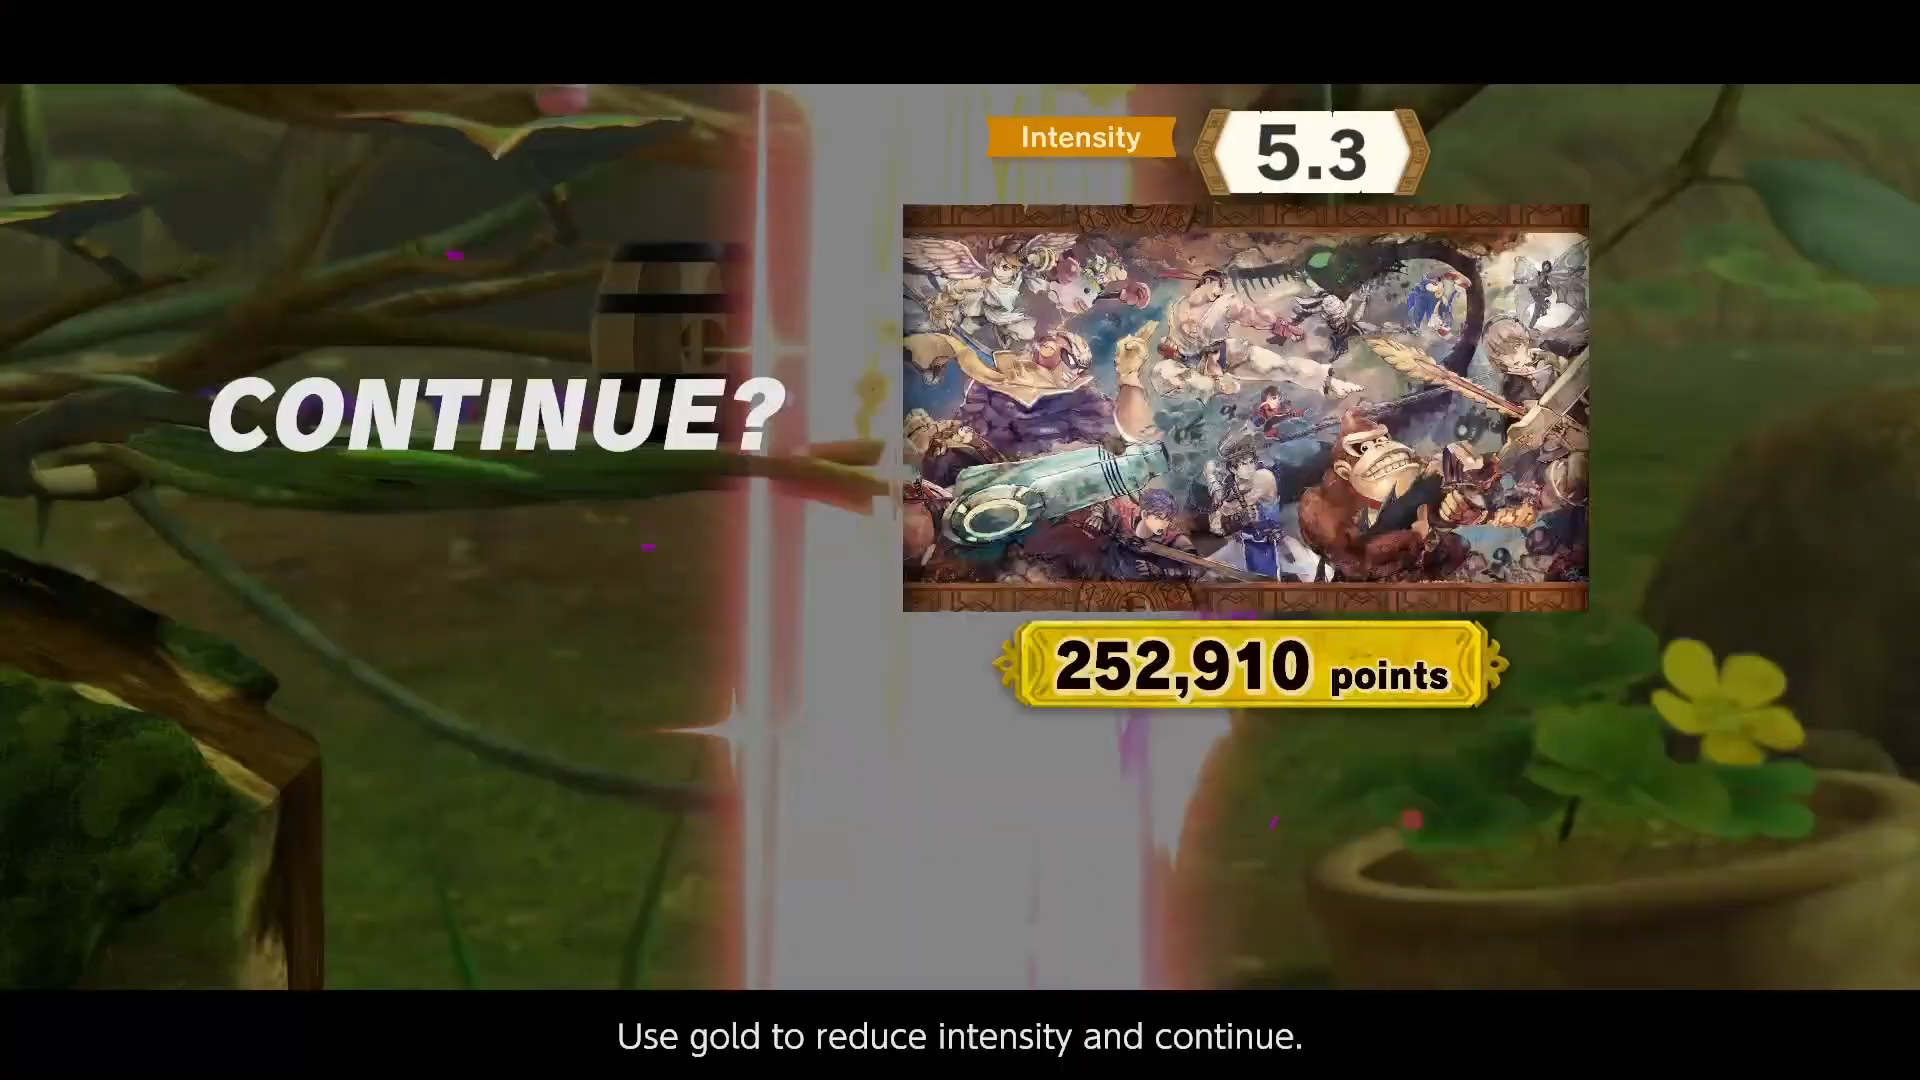 Intensity
5.3
CONTINUE?
252,910 points
Use gold to reduce intensity and continue.